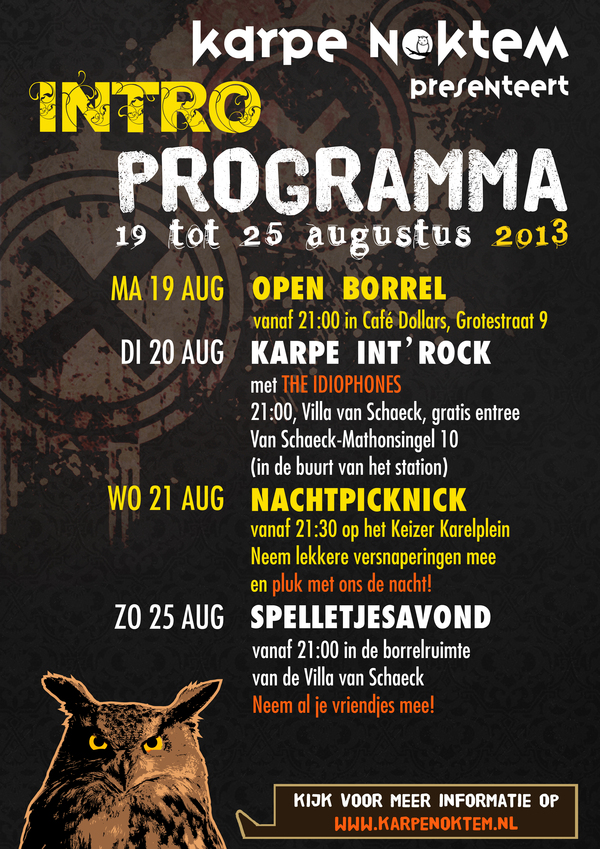 karpe Noktem
presenteert
INTRO
PROGRAMMA
19 tot 25 augustus 2013
MA 19 AUG OPEN BORREL
vanaf 21:00 in Café Dollars, Grotestraat 9
DI 20 AUG KARPE INT'ROCK
met THE IDIOPHONES
21:00, Villa van Schaeck, gratis entree
Van Schaeck-Mathonsingel 10
(in de buurt van het station)
WO 21 AUG NACHTPICKNICK
vanaf 21:30 op het Keizer Karelplein
Neem lekkere versnaperingen mee
en pluk met ons de nacht!
ZO 25 AUG SPELLETJESAVOND
vanaf 21:00 in de borrelruimte
van de Villa van Schaeck
Neem al je vriendjes mee!
KIJK VOOR MEER INFORMATIE OP
WWW.KARPENOKTEM.NL